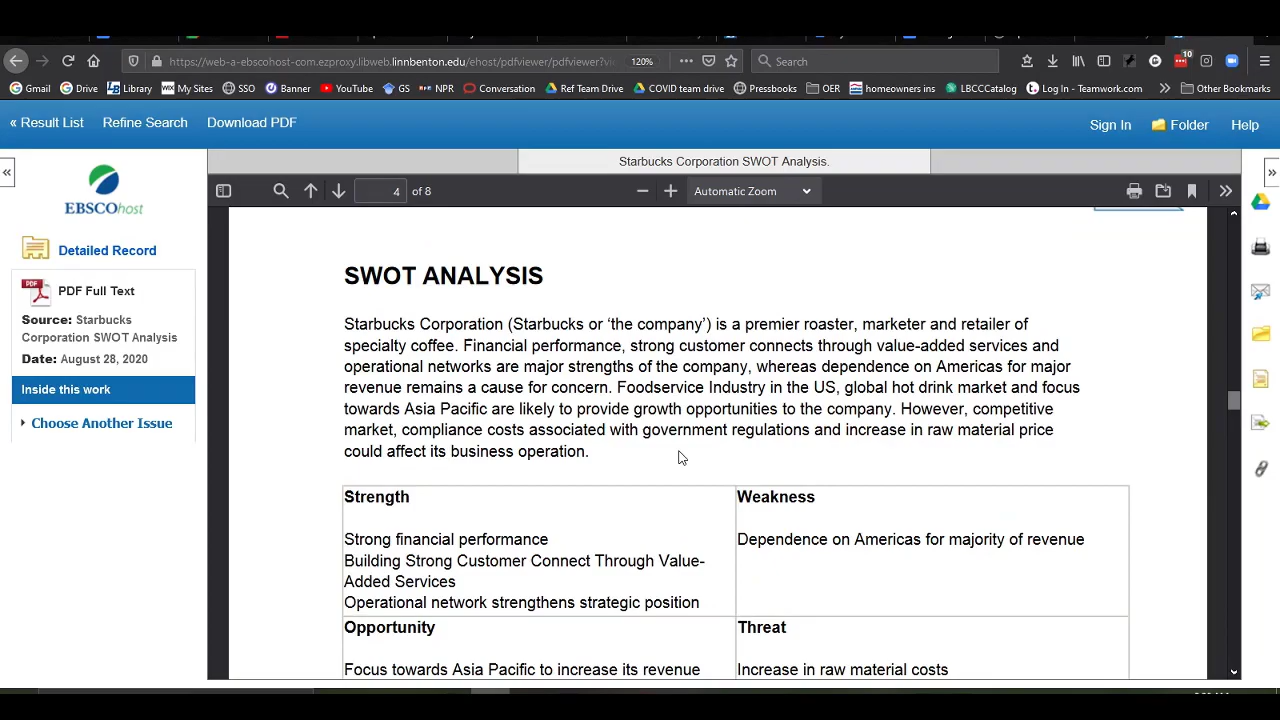 https://web-a-ebscohost-com.ezproxy.libweb.linnbenton.edu/ehost/pdfviewer/pdfviewer?vi
120%
Search
10
Gmail
Drive
Library
My Sites
SSO
Banner
YouTube
GS
NPR
Conversation
Ref Team Drive
COVID team drive
Pressbooks
OER
homeowners ins
LBCCCatalog
Log In - Teamwork.com
Other Bookmarks
« Result List
Refine Search
Download PDF
Sign In
Folder
Help
Starbucks Corporation SWOT Analysis.
4 of 8
Automatic Zoom
EBSCOhost
Detailed Record
PDF
PDF Full Text
Source: Starbucks
Corporation SWOT Analysis
Date: August 28, 2020
Inside this work
Choose Another Issue
SWOT ANALYSIS
Starbucks Corporation (Starbucks or ‘the company’) is a premier roaster, marketer and retailer of
specialty coffee. Financial performance, strong customer connects through value-added services and
operational networks are major strengths of the company, whereas dependence on Americas for major
revenue remains a cause for concern. Foodservice Industry in the US, global hot drink market and focus
towards Asia Pacific are likely to provide growth opportunities to the company. However, competitive
market, compliance costs associated with government regulations and increase in raw material price
could affect its business operation.
Strength
Strong financial performance
Building Strong Customer Connect Through Value-
Added Services
Operational network strengthens strategic position
Weakness
Dependence on Americas for majority of revenue
Opportunity
Focus towards Asia Pacific to increase its revenue
Threat
Increase in raw material costs